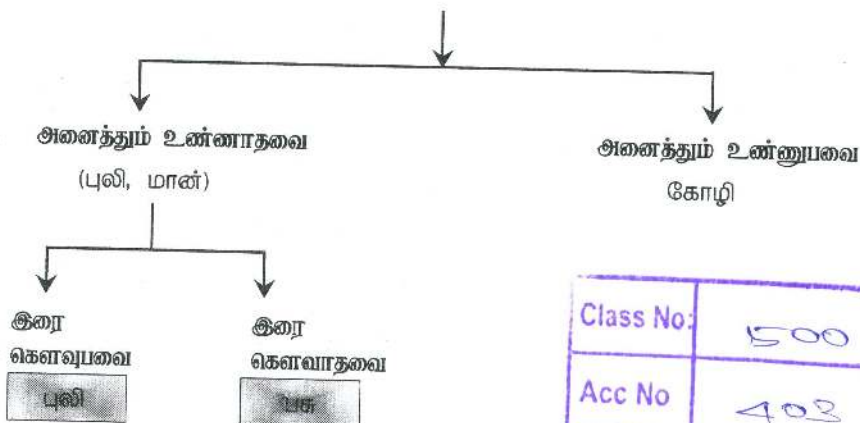 அனைத்தும் உண்ணாதவை
(புலி, மான்)
அனைத்தும் உண்ணுபவை
கோழி
இரை
கௌவுபவை
புலி
இரை
கௌவாதவை
பசு
Class No: 500
Acc No 403